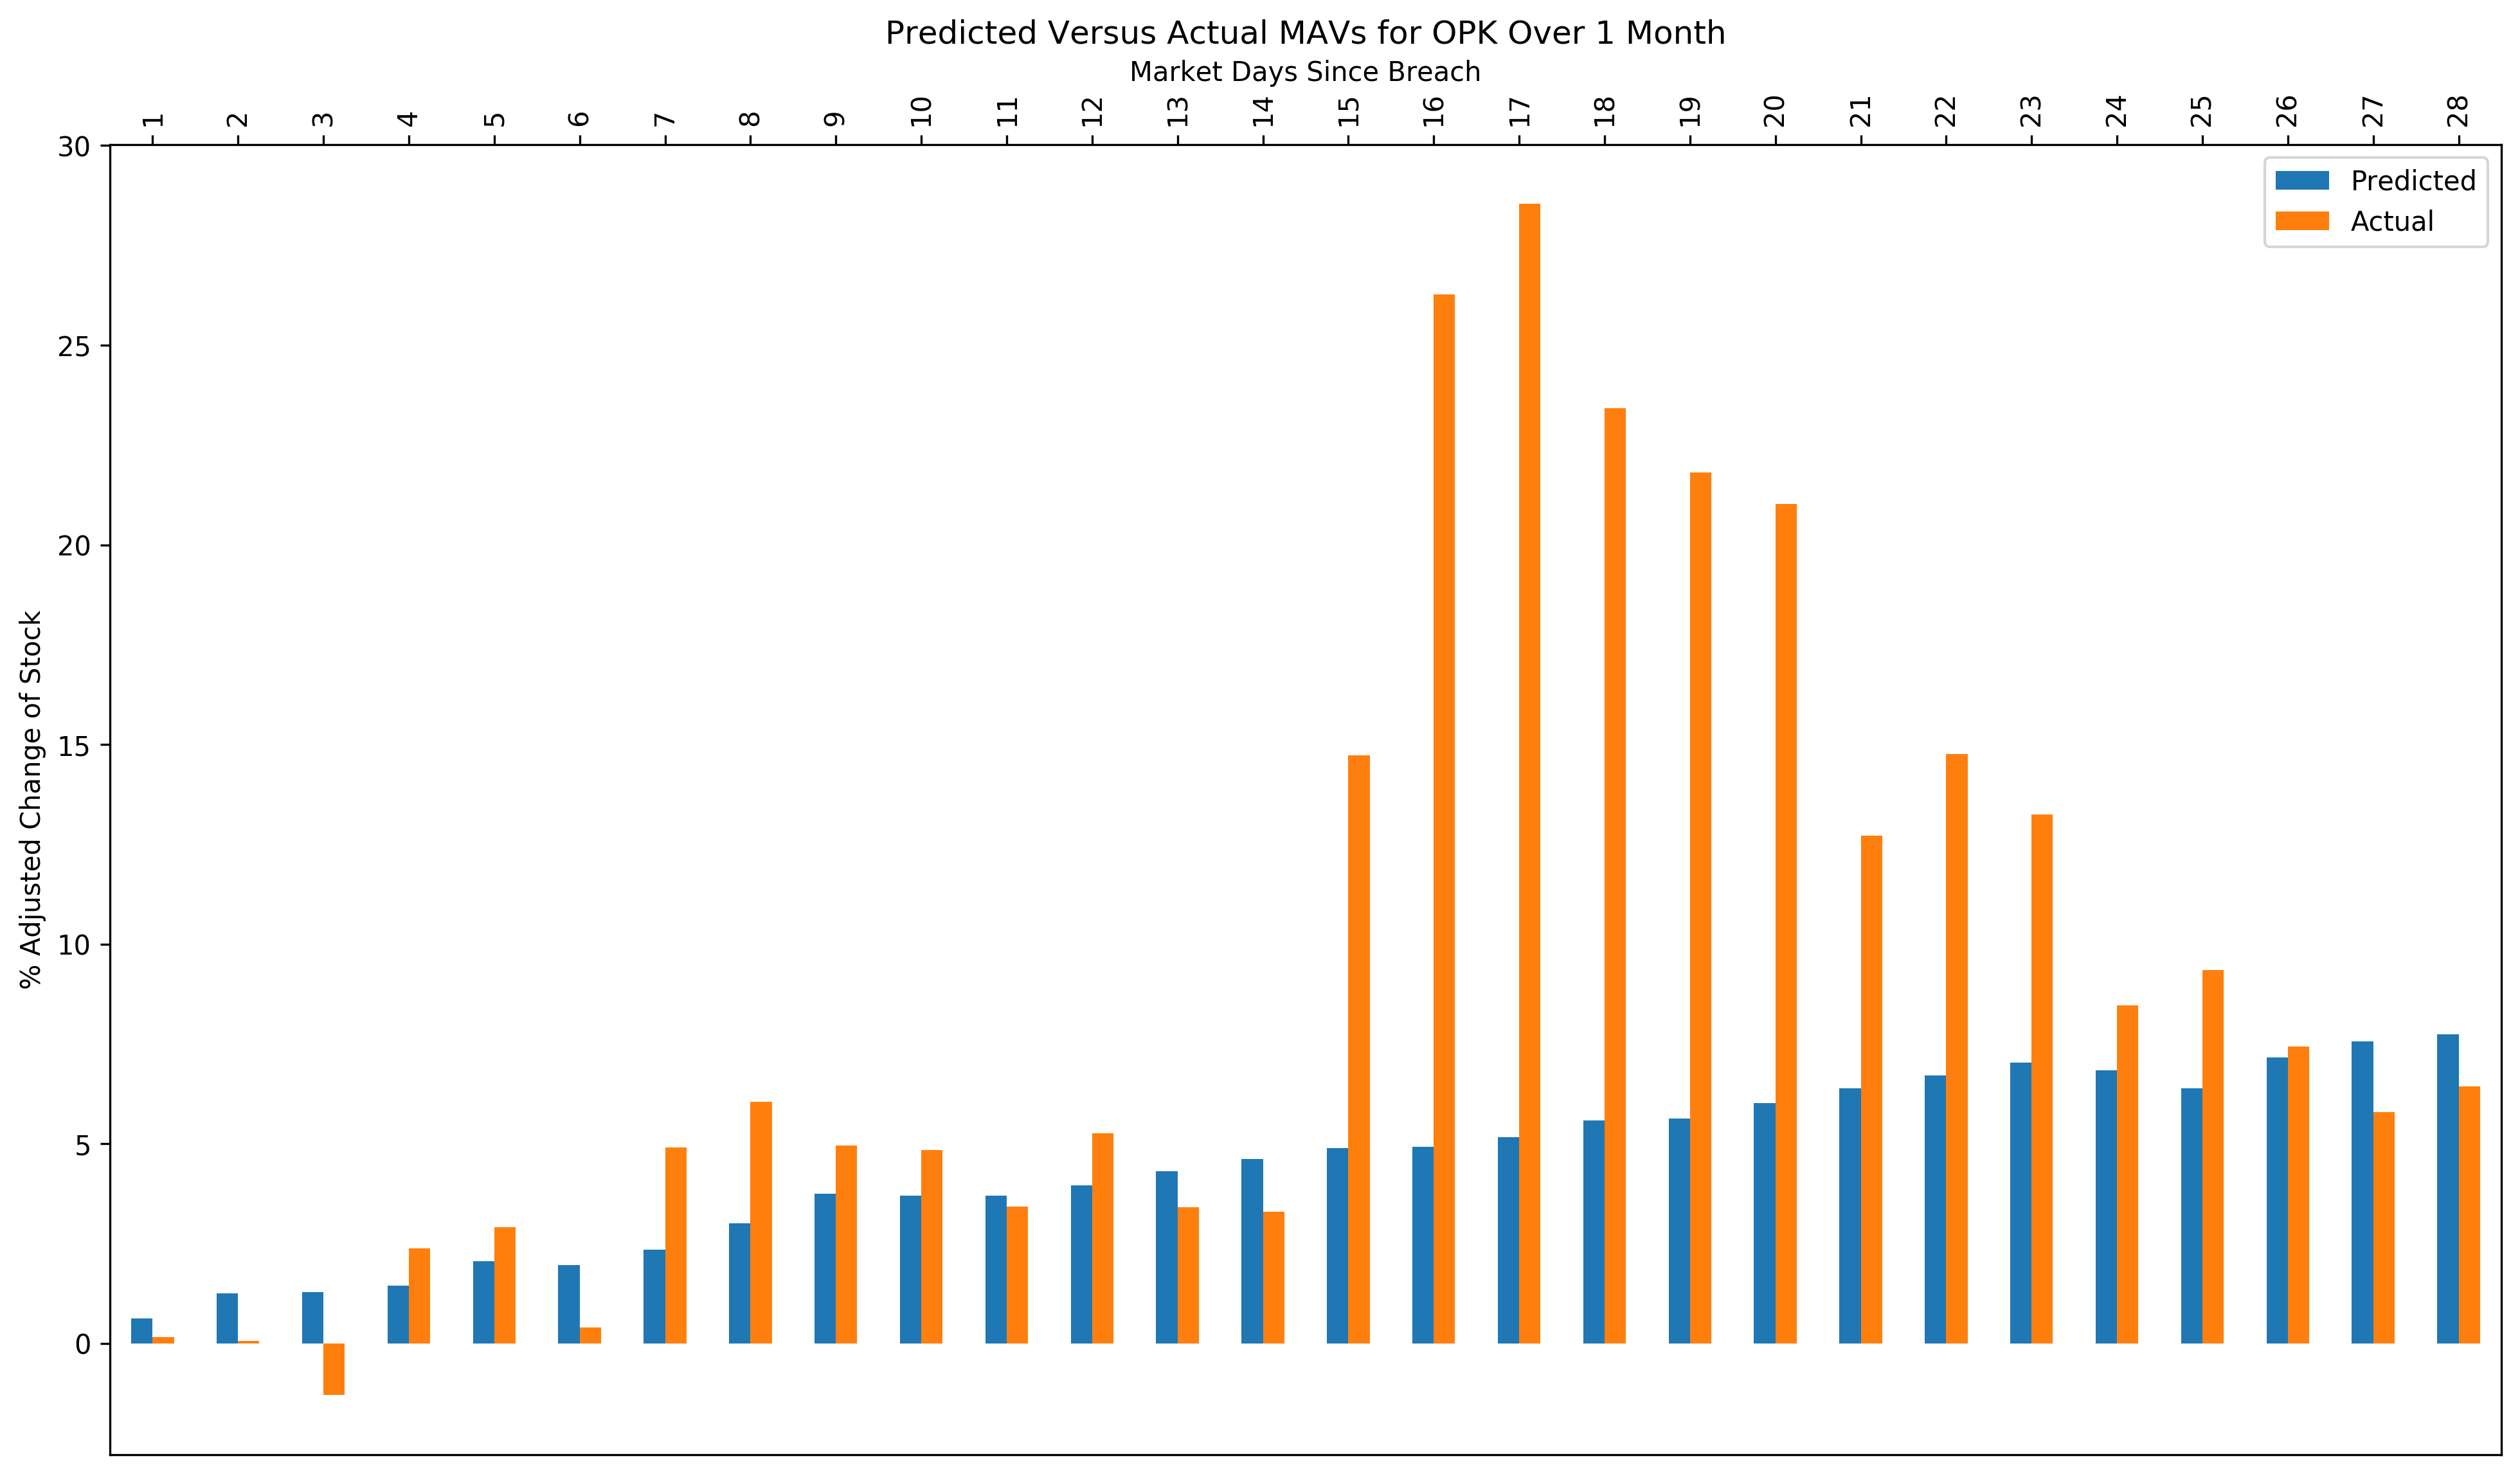 Predicted Versus Actual MAVs for OPK Over 1 Month
Market Days Since Breach
1 2 3 4 5 6 7 8 9 10 11 12 13 14 15 16 17 18 19 20 21 22 23 24 25 26 27 28
30
25
20
15
10
5
0
% Adjusted Change of Stock
Predicted
Actual